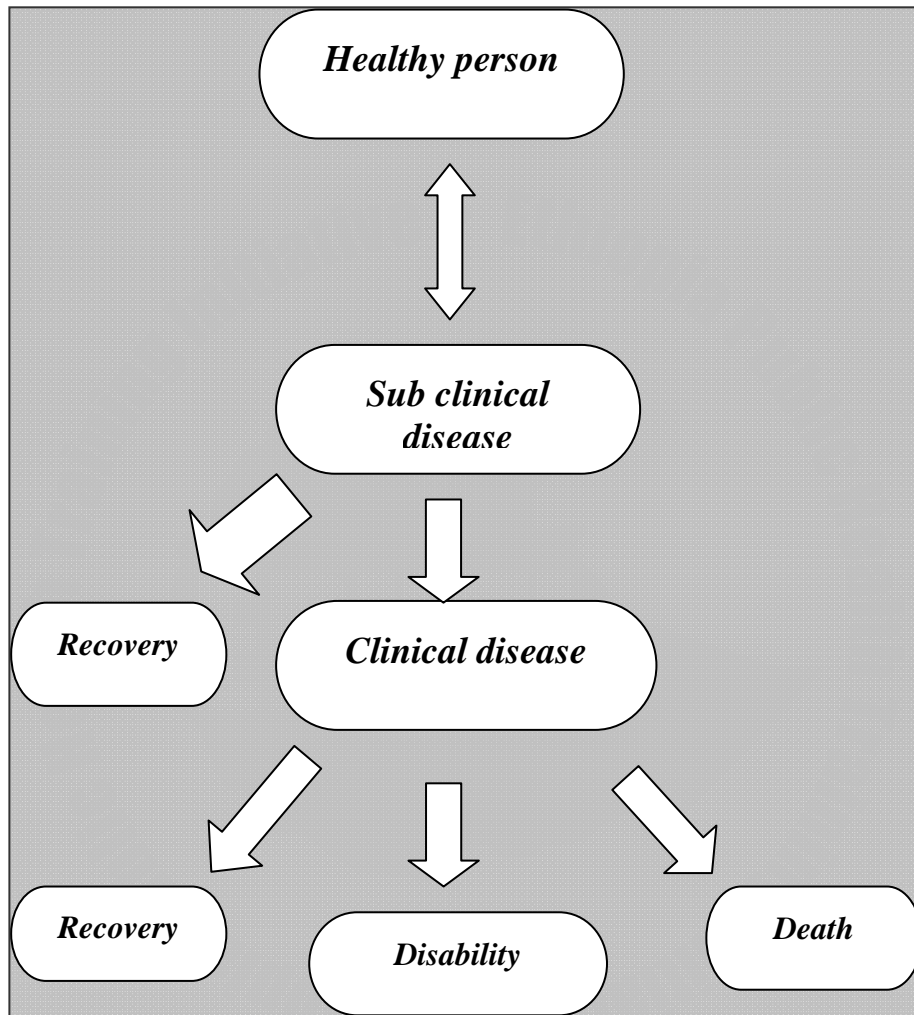 Healthy person
Sub clinical
disease
Recovery
Clinical disease
Recovery
Disability
Death